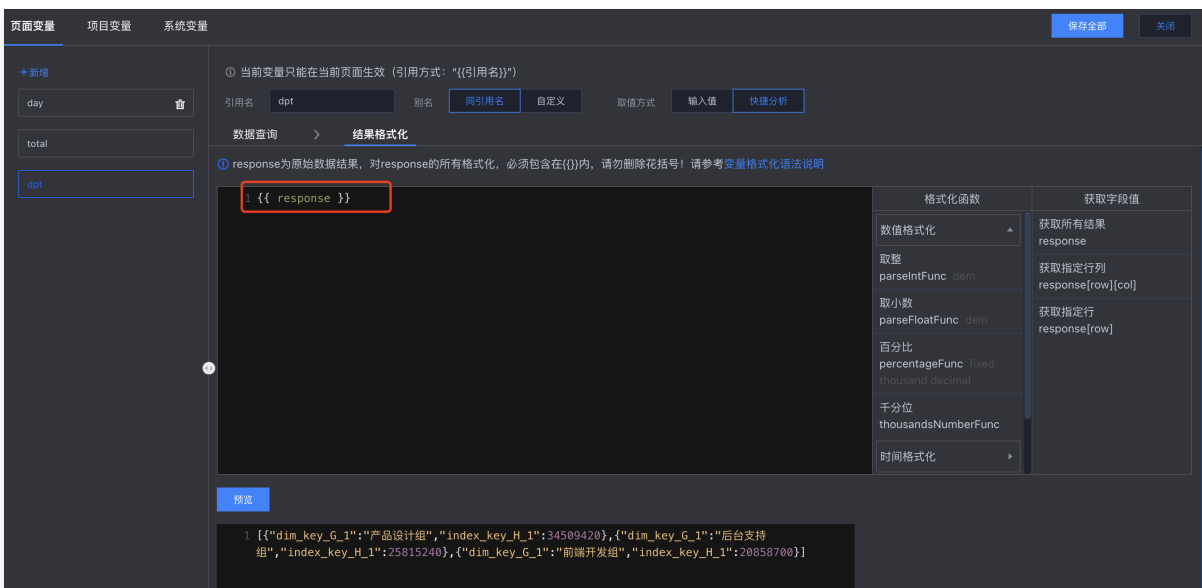 页面变量 项目变量 系统变量 保存全部 关闭
+新增
day
total
dpt
当前变量只能在当前页面生效（引用方式：“{{引用名}}”）
引用名 dpt 别名 同引用名 自定义 取值方式 输入值 快捷分析
数据查询 > 结果格式化
response为原始数据结果，对response的所有格式化，必须包含在{{}}内，请勿删除花括号！请参考变量格式化语法说明
1 {{ response }}
格式化函数
数值格式化
取整
parseIntFunc dem
取小数
parseFloatFunc dem
百分比
percentageFunc fixed
thousand decimal
千分位
thousandsNumberFunc
时间格式化
获取字段值
获取所有结果
response
获取指定行列
response[row][col]
获取指定行
response[row]
预览
1 [{"dim_key_G_1":"产品设计组","index_key_H_1":34509420},{"dim_key_G_1":"后台支持
组","index_key_H_1":25815240},{"dim_key_G_1":"前端开发组","index_key_H_1":20858700}]